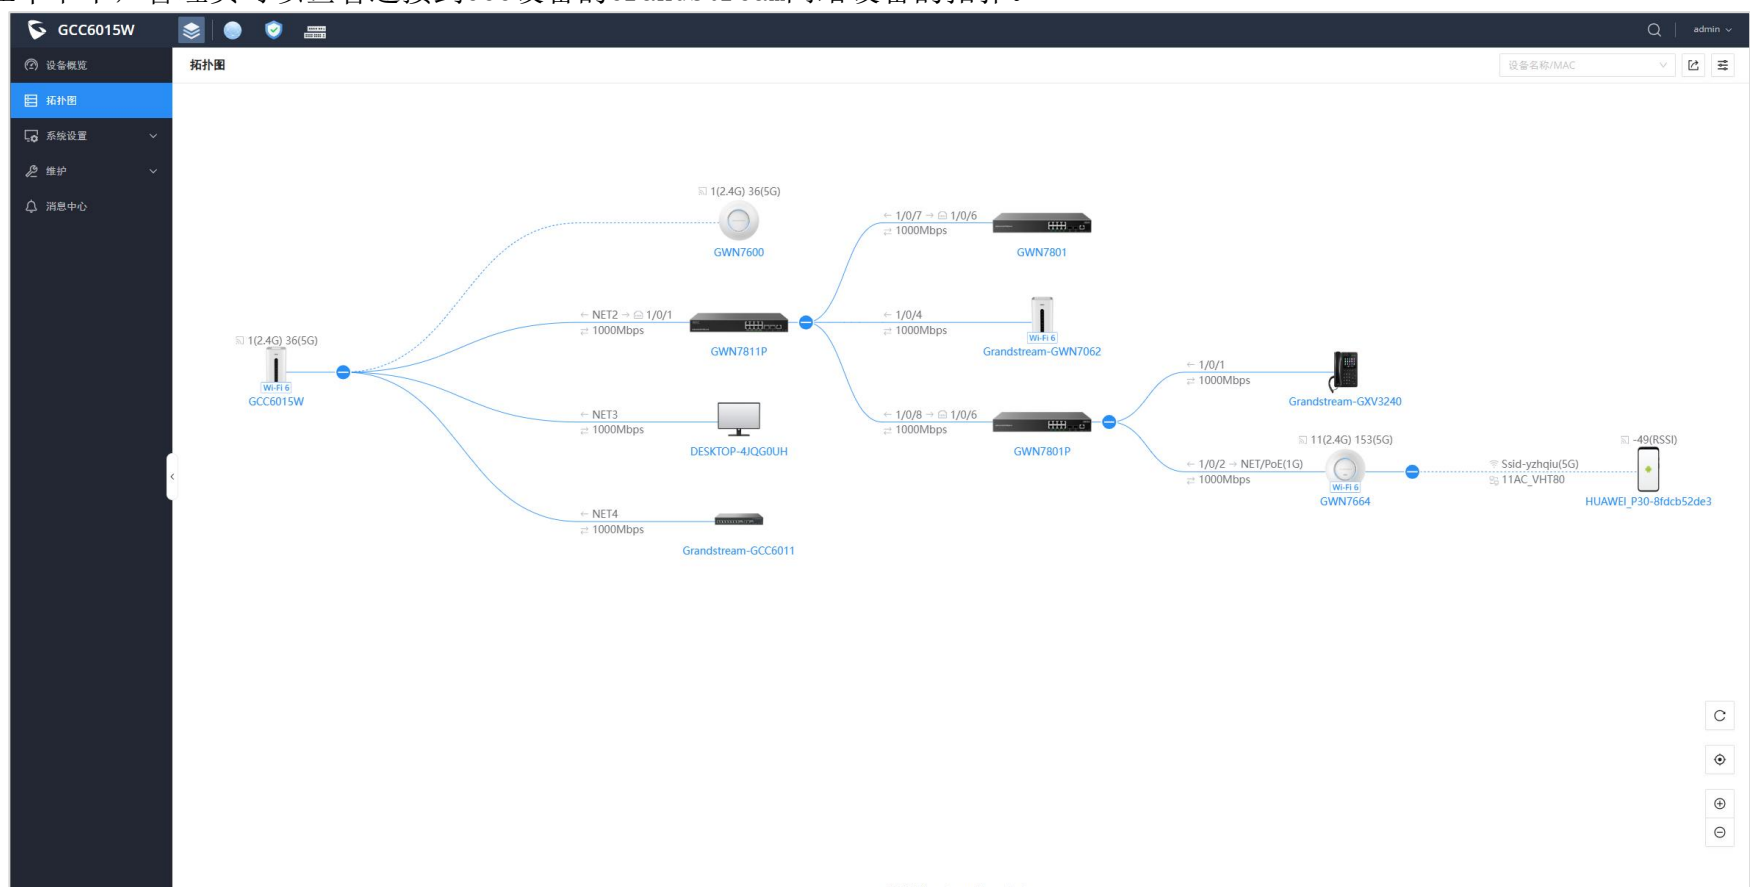 GCC6015W
admin
设备概览
拓扑图
系统设置
维护
消息中心
拓扑图
设备名称/MAC
1(2.4G) 36(5G)
GWN7600
← 1/0/7 → 1/0/6
1000Mbps
GWN7801
← NET2 → 1/0/1
1000Mbps
GWN7811P
← 1/0/4
1000Mbps
Wi-Fi 6
Grandstream-GWN7062
1(2.4G) 36(5G)
Wi-Fi 6
GCC6015W
← 1/0/1
1000Mbps
Grandstream-GXV3240
← NET3
1000Mbps
DESKTOP-4JQG0UH
← 1/0/8 → 1/0/6
1000Mbps
GWN7801P
11(2.4G) 153(5G)
← 1/0/2 → NET/PoE(1G)
1000Mbps
Wi-Fi 6
GWN7664
Ssid-yzhqiu(5G)
11AC_VHT80
-49(RSSI)
HUAWEI_P30-8fdcb52de3
← NET4
1000Mbps
Grandstream-GCC6011